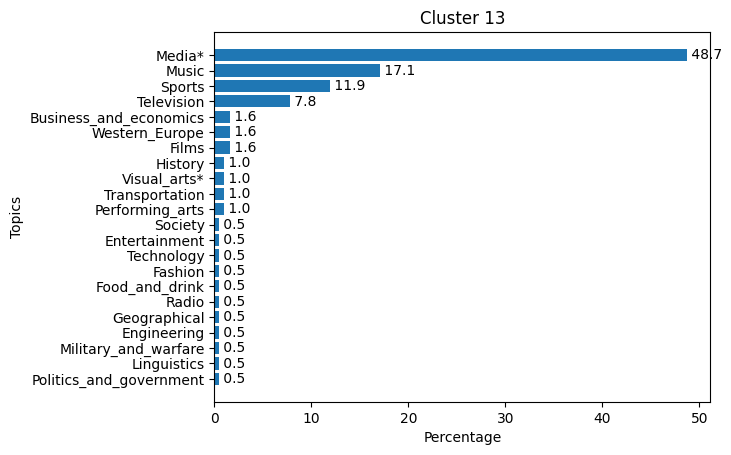 Cluster 13
Topics
Media* 48.7
Music 17.1
Sports 11.9
Television 7.8
Business_and_economics 1.6
Western_Europe 1.6
Films 1.6
History 1.0
Visual_arts* 1.0
Transportation 1.0
Performing_arts 1.0
Society 0.5
Entertainment 0.5
Technology 0.5
Fashion 0.5
Food_and_drink 0.5
Radio 0.5
Geographical 0.5
Engineering 0.5
Military_and_warfare 0.5
Linguistics 0.5
Politics_and_government 0.5
0 10 20 30 40 50
Percentage